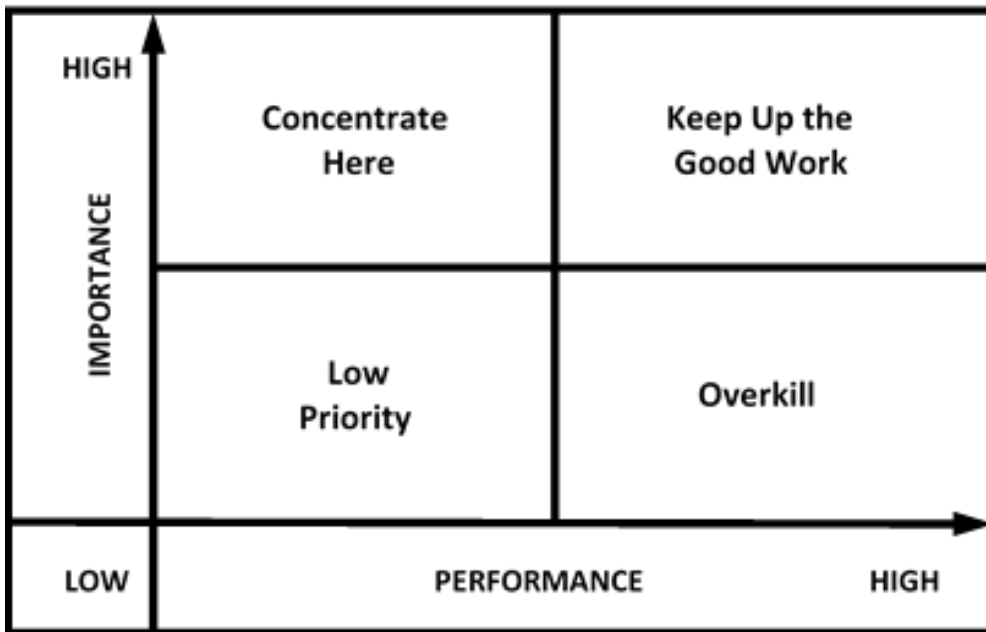 HIGH
Concentrate
Here
Keep Up the
Good Work
IMPORTANCE
Low
Priority
Overkill
LOW
PERFORMANCE
HIGH